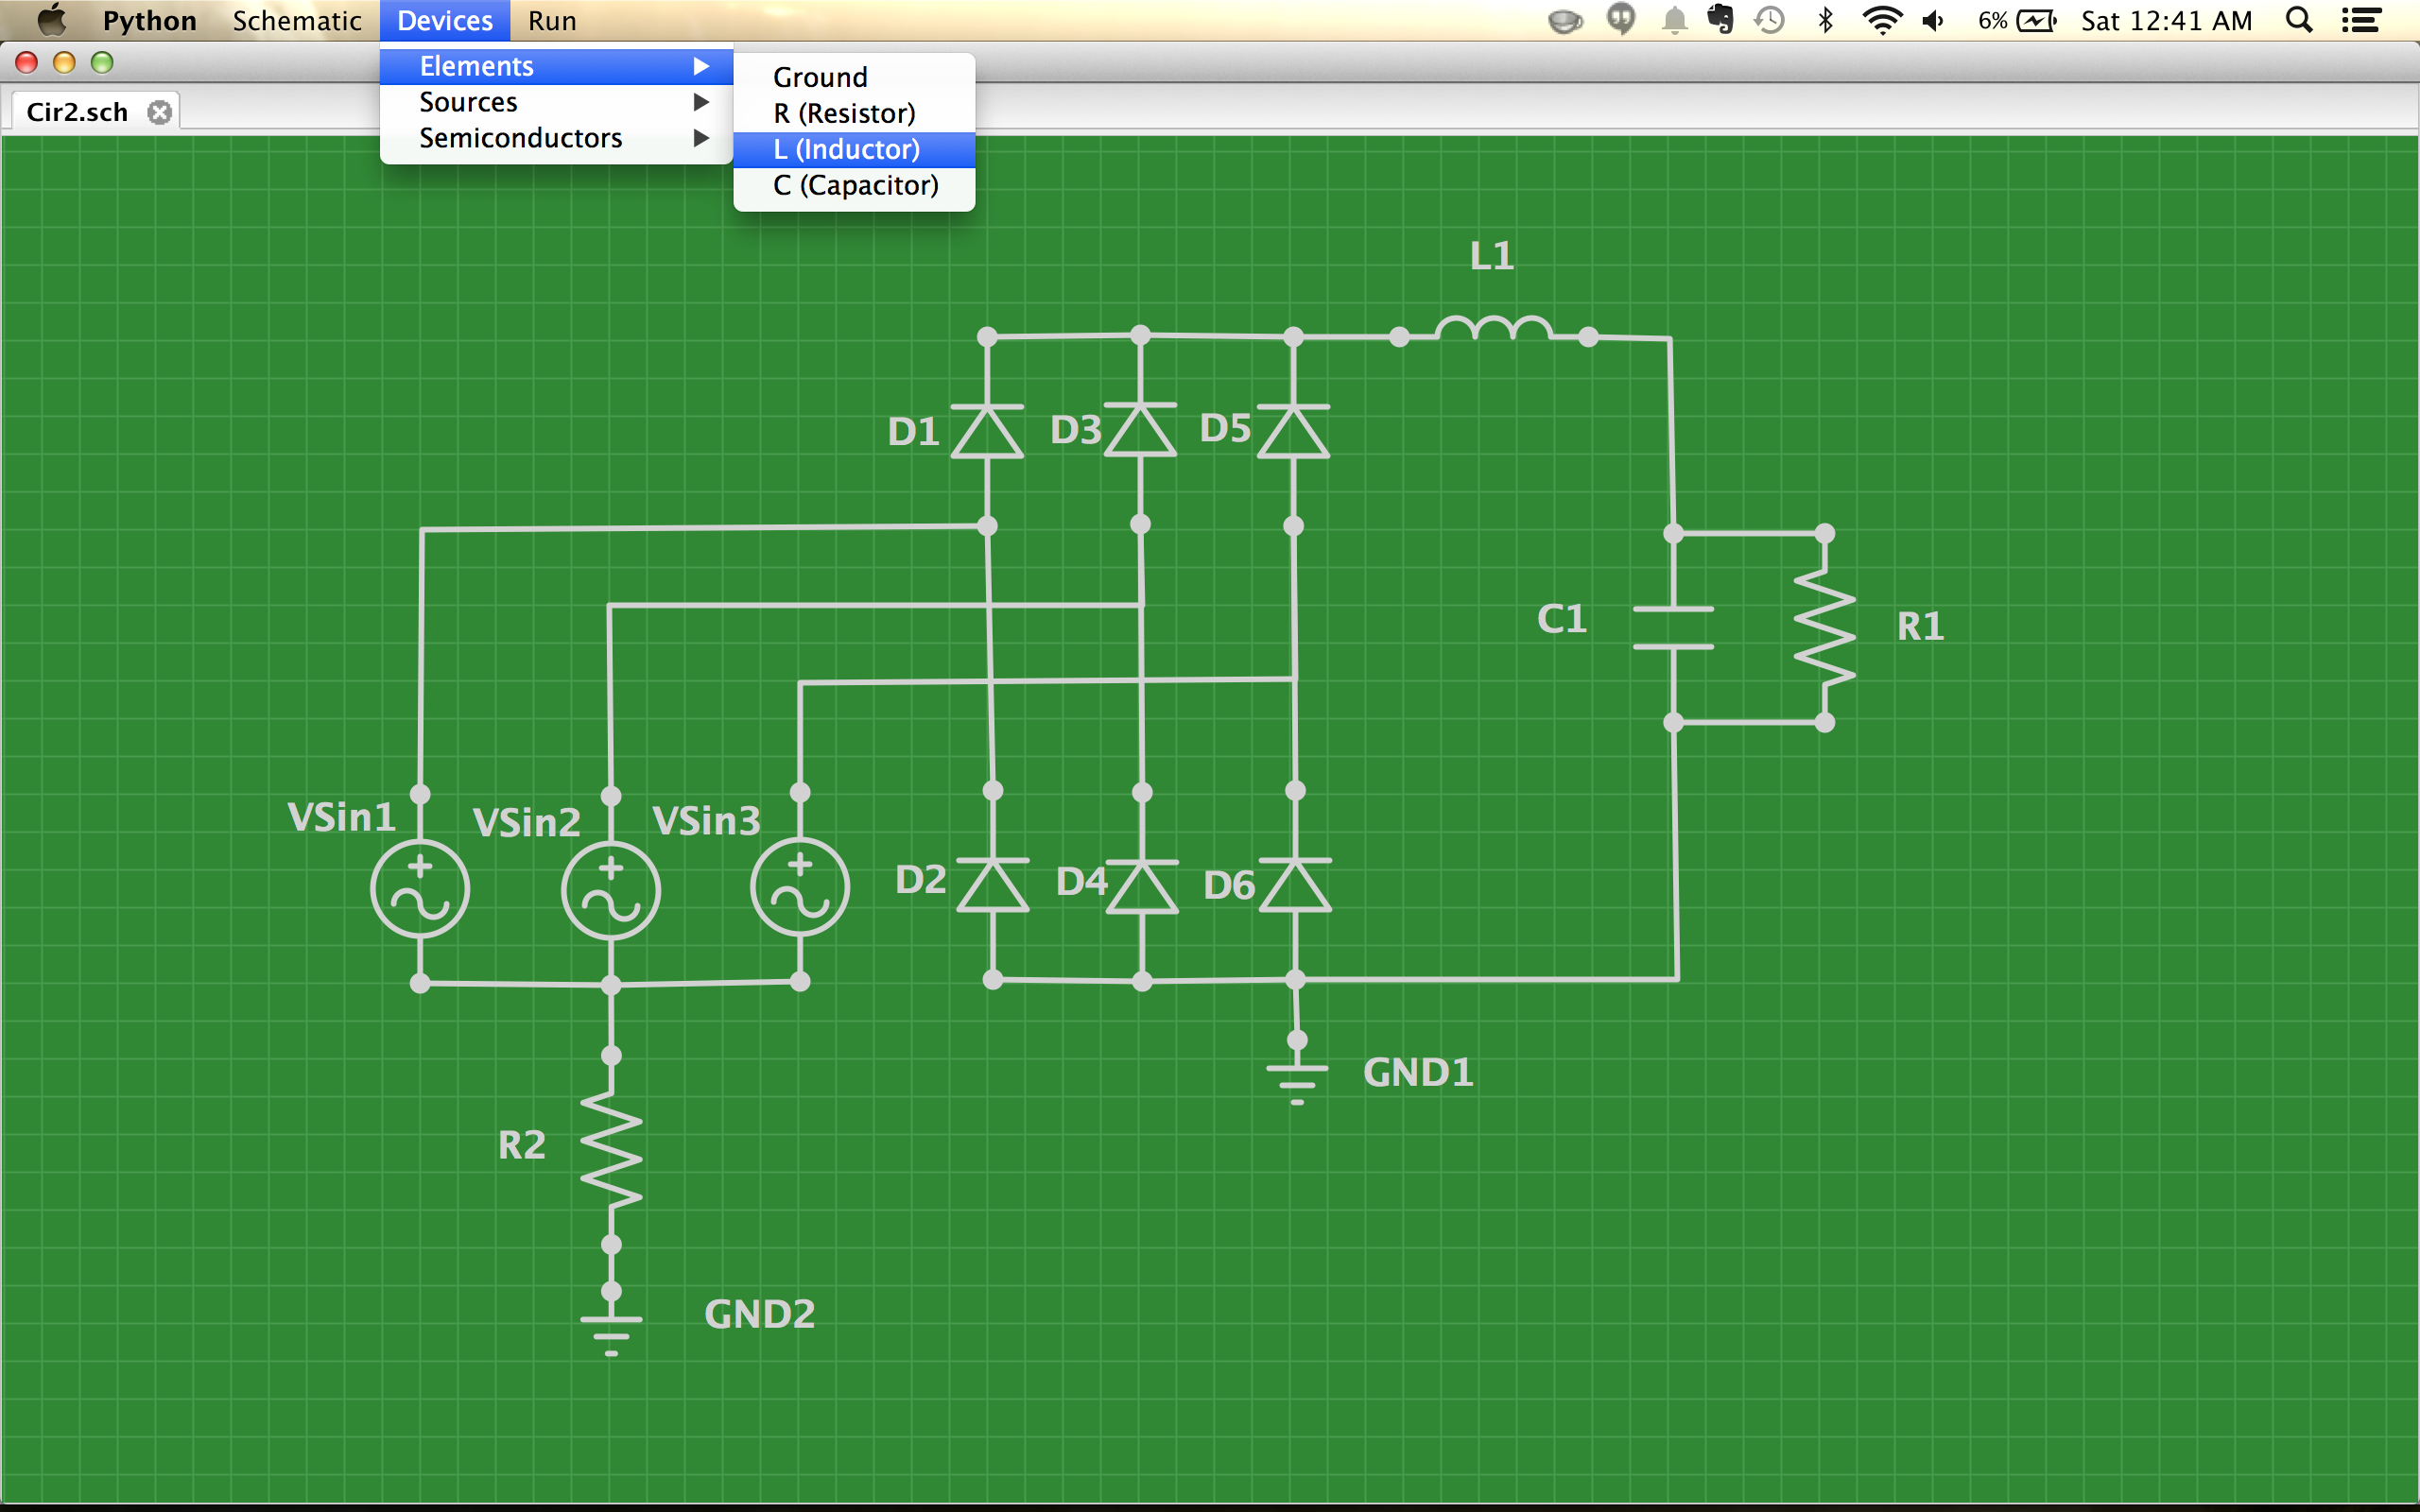 Python Schematic Devices Run 6% Sat 12:41 AM
Elements
Sources
Semiconductors
Ground
R (Resistor)
L (Inductor)
C (Capacitor)
Cir2.sch
L1
D1 D3 D5
C1 R1
VSin1 VSin2 VSin3
D2 D4 D6
GND1
R2
GND2